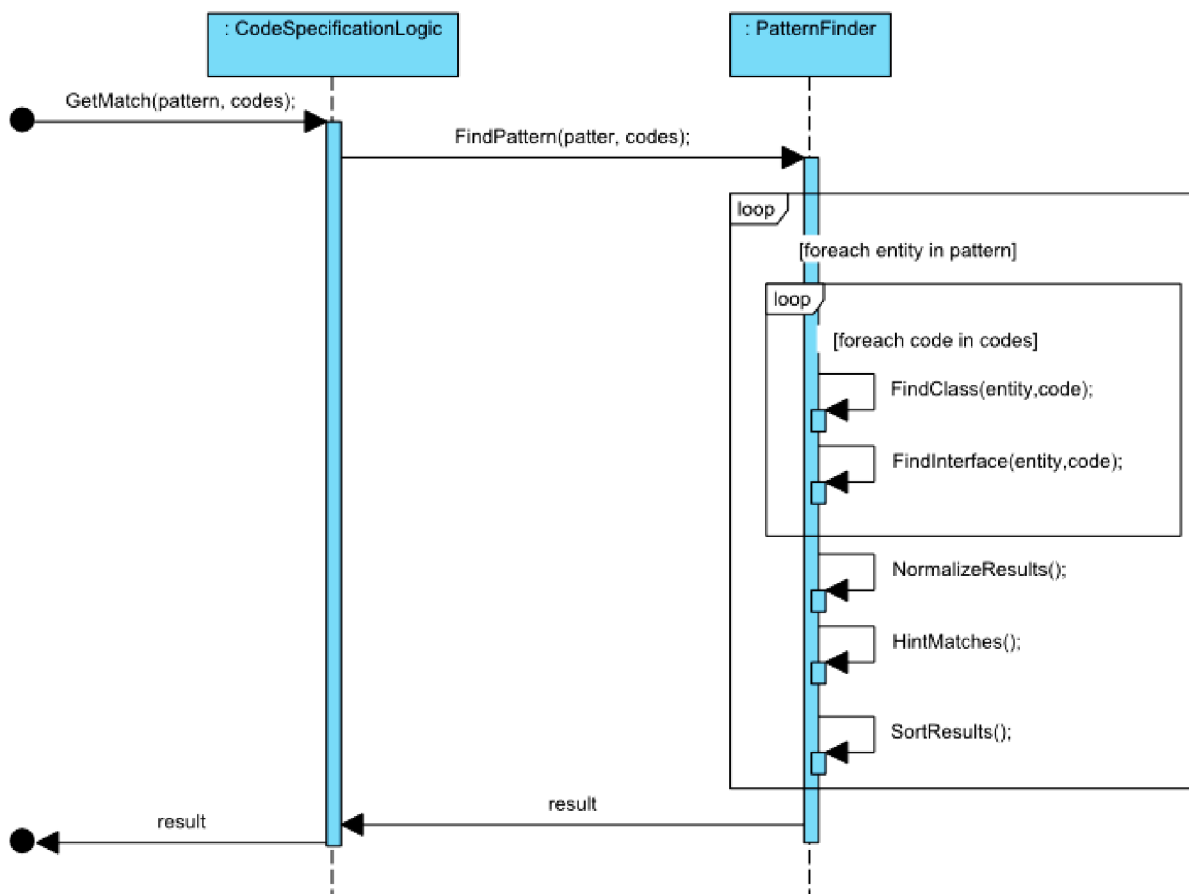 : CodeSpecificationLogic
: PatternFinder
GetMatch(pattern, codes);
FindPattern(patter, codes);
loop
[foreach entity in pattern]
loop
[foreach code in codes]
FindClass(entity,code);
FindInterface(entity,code);
NormalizeResults();
HintMatches();
SortResults();
result
result